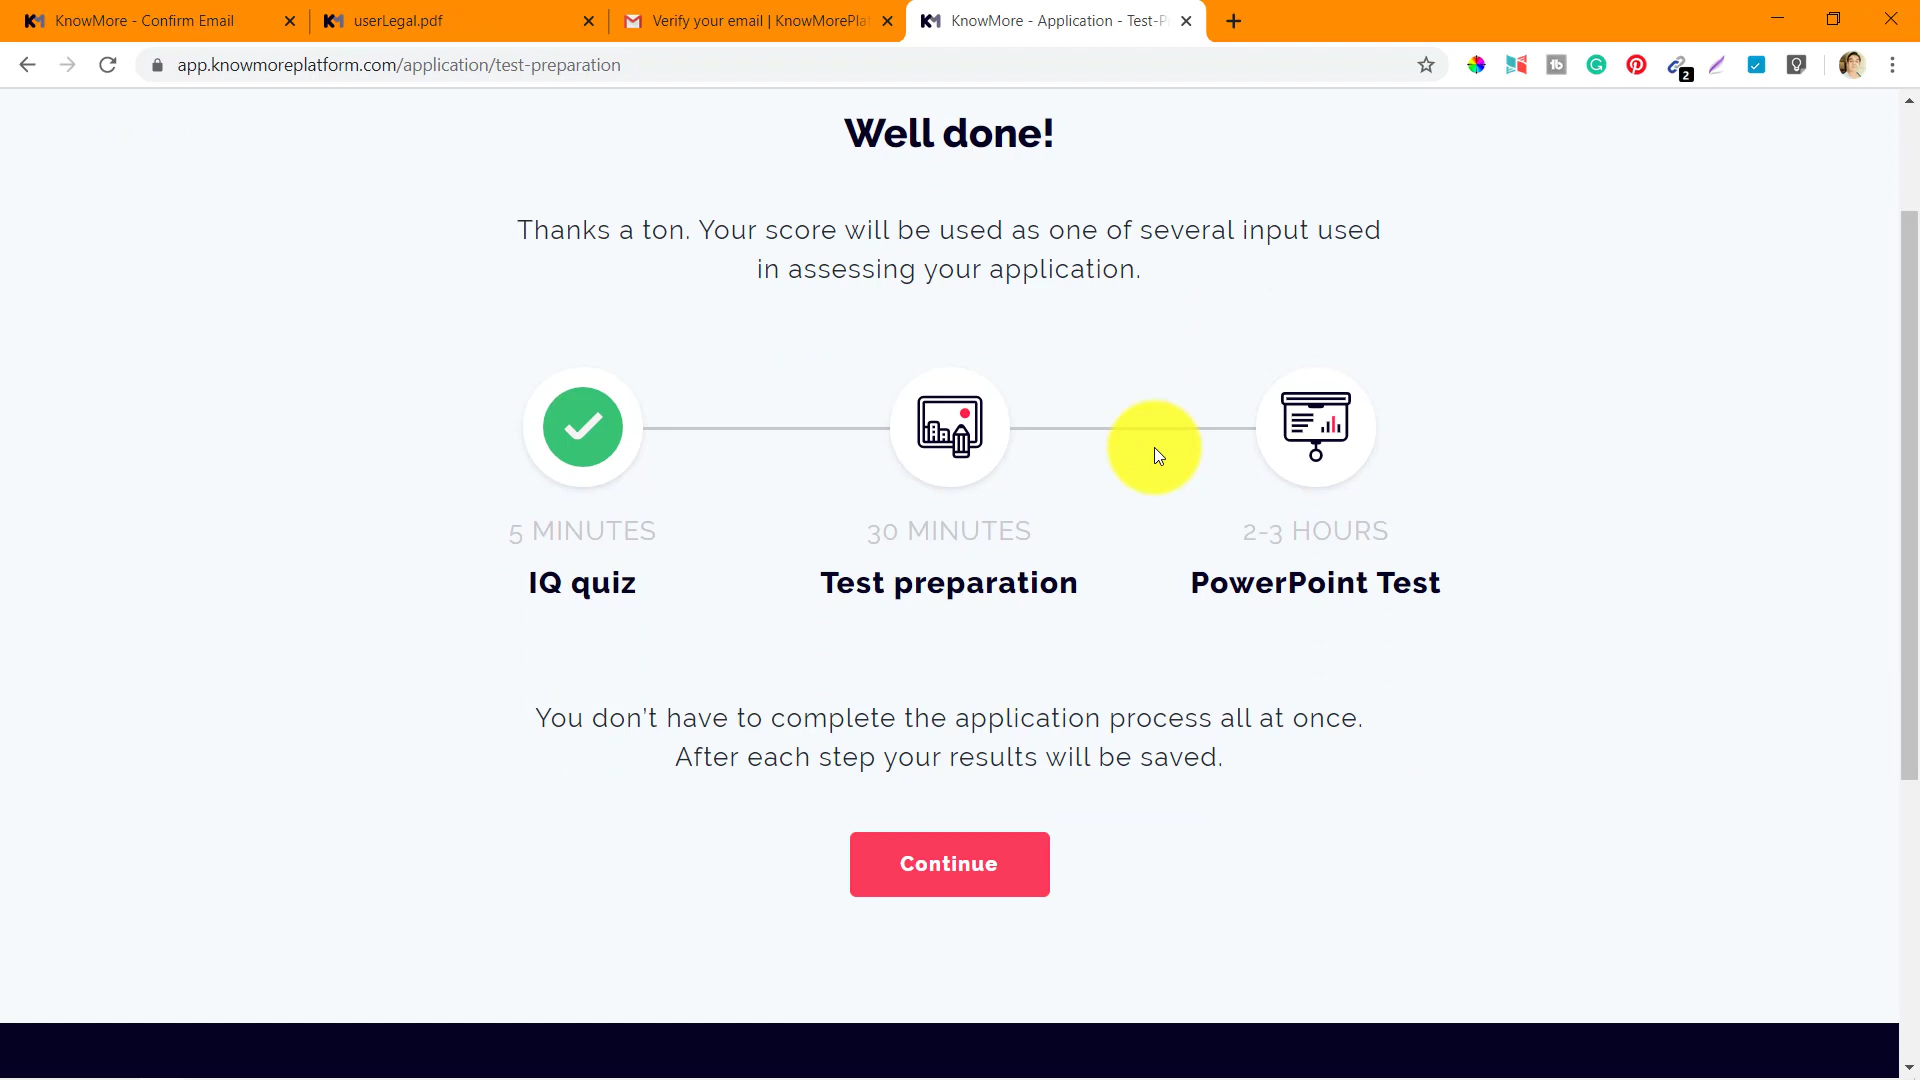 KnowMore - Confirm Email
userLegal.pdf
Verify your email | KnowMorePla
KnowMore - Application - Test-P
app.knowmoreplatform.com/application/test-preparation
2
Well done!
Thanks a ton. Your score will be used as one of several input used
in assessing your application.
5 MINUTES
30 MINUTES
2-3 HOURS
IQ quiz
Test preparation
PowerPoint Test
You don't have to complete the application process all at once.
After each step your results will be saved.
Continue